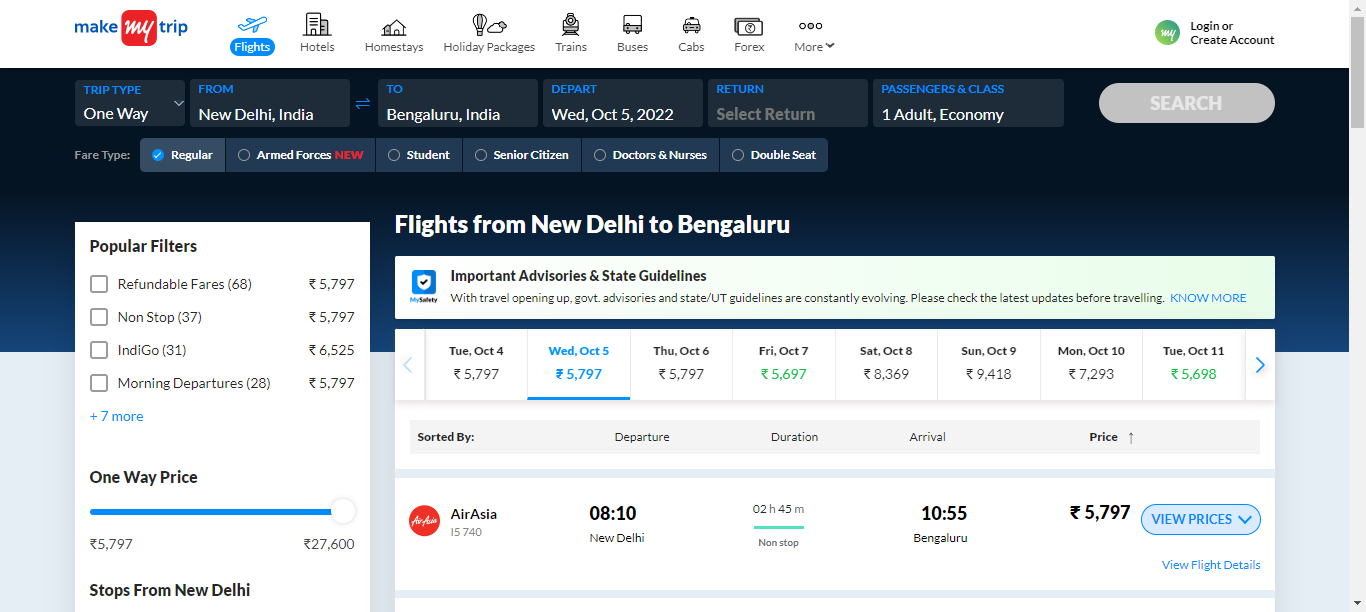 make my trip
Flights
Hotels
Homestays
Holiday Packages
Trains
Buses
Cabs
Forex
More
my
Login or
Create Account
TRIP TYPE
One Way
FROM
New Delhi, India
TO
Bengaluru, India
DEPART
Wed, Oct 5, 2022
RETURN
Select Return
PASSENGERS & CLASS
1 Adult, Economy
SEARCH
Fare Type:
Regular
Armed Forces NEW
Student
Senior Citizen
Doctors & Nurses
Double Seat
Popular Filters
Refundable Fares (68) ₹ 5,797
Non Stop (37) ₹ 5,797
IndiGo (31) ₹ 6,525
Morning Departures (28) ₹ 5,797
+ 7 more
One Way Price
₹5,797 ₹27,600
Stops From New Delhi
Flights from New Delhi to Bengaluru
MySafety
Important Advisories & State Guidelines
With travel opening up, govt. advisories and state/UT guidelines are constantly evolving. Please check the latest updates before travelling. KNOW MORE
Tue, Oct 4
₹ 5,797
Wed, Oct 5
₹ 5,797
Thu, Oct 6
₹ 5,797
Fri, Oct 7
₹ 5,697
Sat, Oct 8
₹ 8,369
Sun, Oct 9
₹ 9,418
Mon, Oct 10
₹ 7,293
Tue, Oct 11
₹ 5,698
Sorted By: Departure Duration Arrival Price ↑
AirAsia
AirAsia
I5 740
08:10
New Delhi
02 h 45 m
Non stop
10:55
Bengaluru
₹ 5,797
VIEW PRICES
View Flight Details